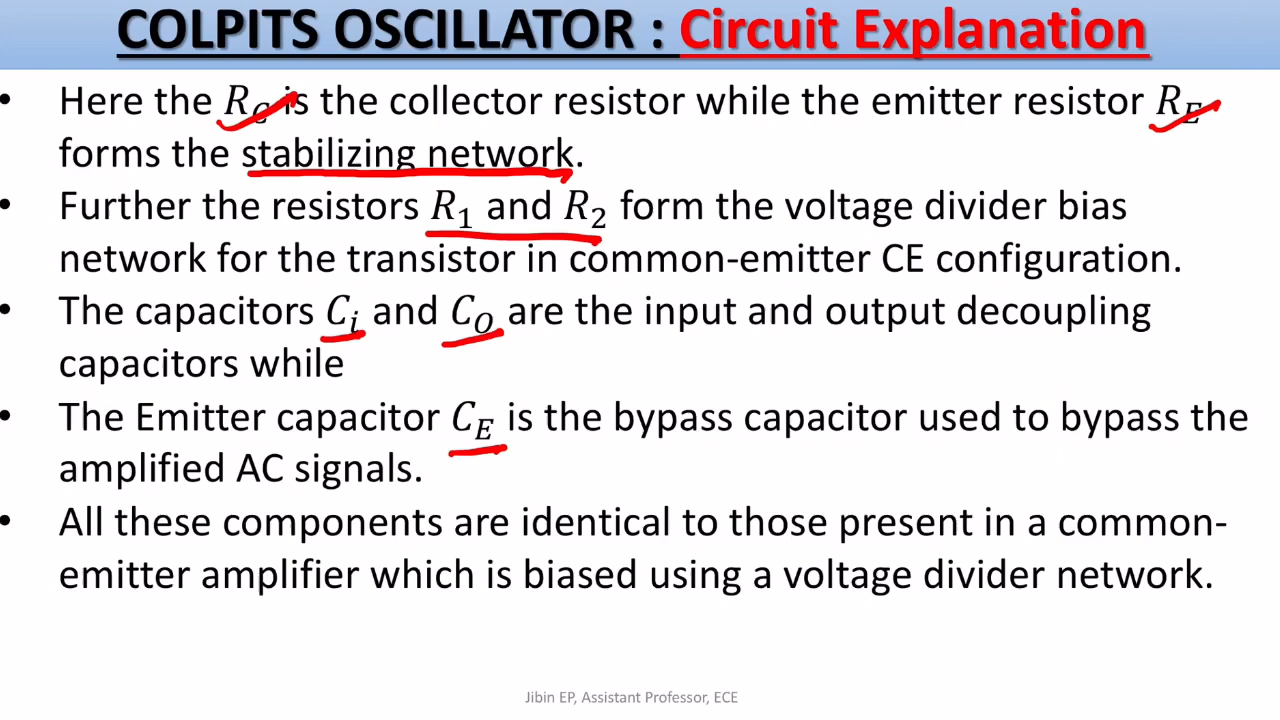 COLPITS OSCILLATOR : Circuit Explanation
• Here the R_C is the collector resistor while the emitter resistor R_E
forms the stabilizing network.
• Further the resistors R_1 and R_2 form the voltage divider bias
network for the transistor in common-emitter CE configuration.
• The capacitors C_i and C_O are the input and output decoupling
capacitors while
• The Emitter capacitor C_E is the bypass capacitor used to bypass the
amplified AC signals.
• All these components are identical to those present in a common-
emitter amplifier which is biased using a voltage divider network.
Jibin EP, Assistant Professor, ECE